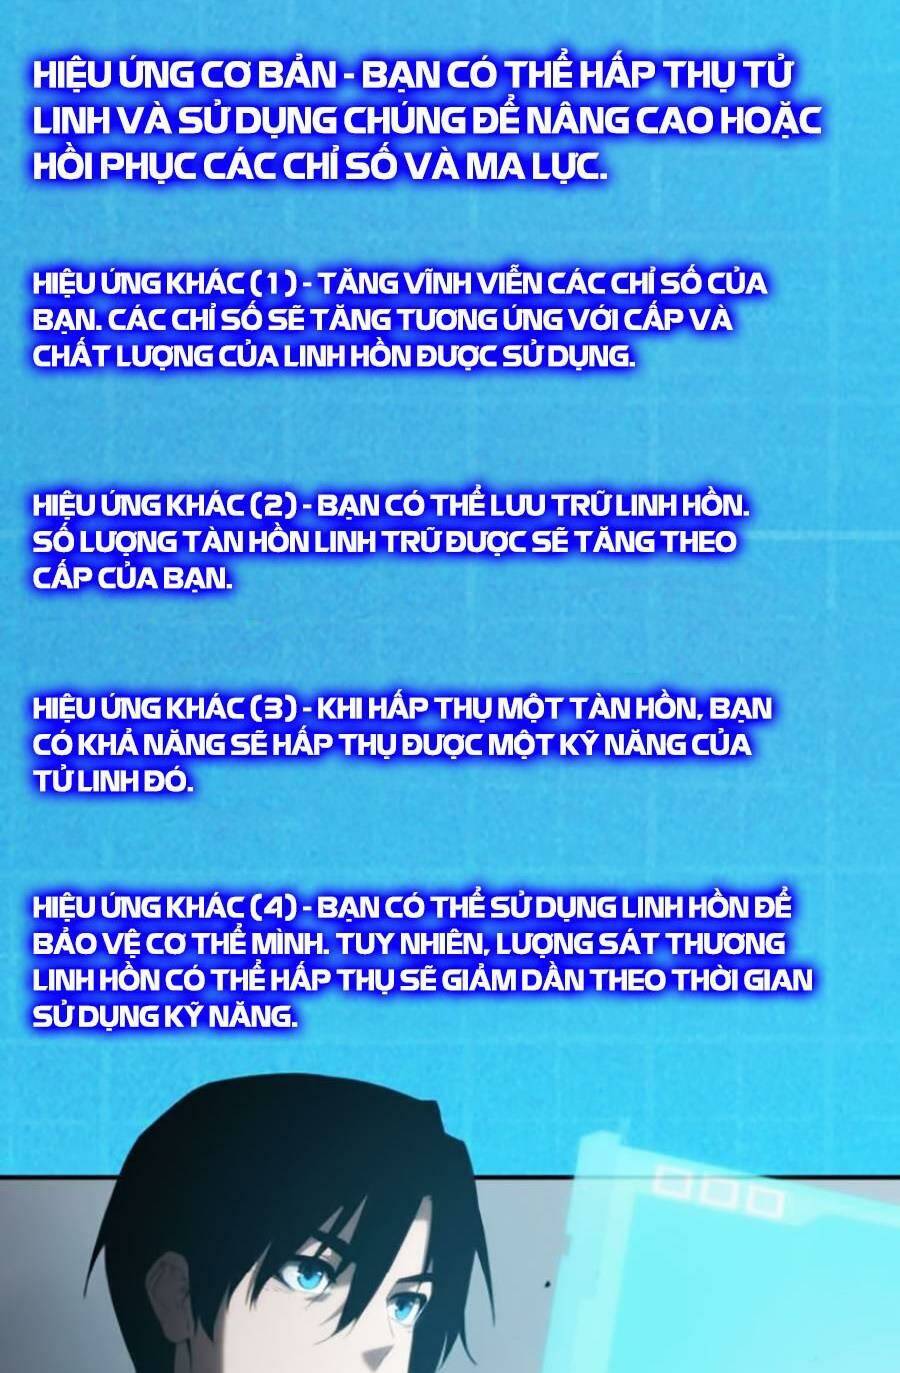 HIỆU ỨNG CƠ BẢN - BẠN CÓ THỂ HẤP THỤ TỬ
LINH VÀ SỬ DỤNG CHÚNG ĐỂ NÂNG CAO HOẶC
HỒI PHỤC CÁC CHỈ SỐ VÀ MA LỰC.
HIỆU ỨNG KHÁC (1) - TĂNG VĨNH VIỄN CÁC CHỈ SỐ CỦA
BẠN. CÁC CHỈ SỐ SẼ TĂNG TƯƠNG ỨNG VỚI CẤP VÀ
CHẤT LƯỢNG CỦA LINH HỒN ĐƯỢC SỬ DỤNG.
HIỆU ỨNG KHÁC (2) - BẠN CÓ THỂ LƯU TRỮ LINH HỒN.
SỐ LƯỢNG TÀN HỒN LINH TRỮ ĐƯỢC SẼ TĂNG THEO
CẤP CỦA BẠN.
HIỆU ỨNG KHÁC (3) - KHI HẤP THỤ MỘT TÀN HỒN, BẠN
CÓ KHẢ NĂNG SẼ HẤP THỤ ĐƯỢC MỘT KỸ NĂNG CỦA
TỬ LINH ĐÓ.
HIỆU ỨNG KHÁC (4) - BẠN CÓ THỂ SỬ DỤNG LINH HỒN ĐỂ
BẢO VỆ CƠ THỂ MÌNH. TUY NHIÊN, LƯỢNG SÁT THƯƠNG
LINH HỒN CÓ THỂ HẤP THỤ SẼ GIẢM DẦN THEO THỜI GIAN
SỬ DỤNG KỸ NĂNG.